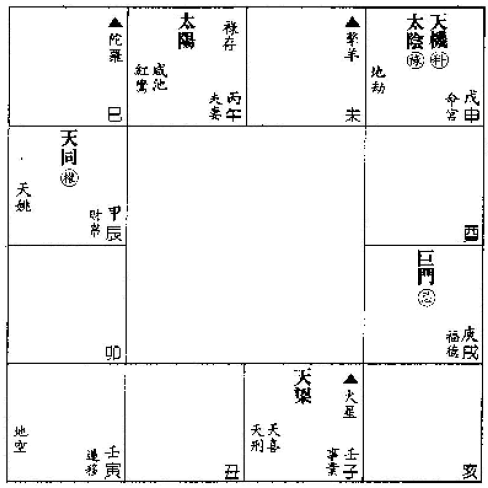 ▲陀羅
巳
祿存
太陽
咸池
紅鸞
丙午
夫妻
▲擎羊
未
天機㊢科
太陰祿
地劫
戊申
命宮
天同權
天姚
甲辰
財帛
酉
卯
巨門忌
庚戌
福德
地空
壬寅
遷移
丑
▲火星
天梁
天喜
天刑
壬子
事業
亥